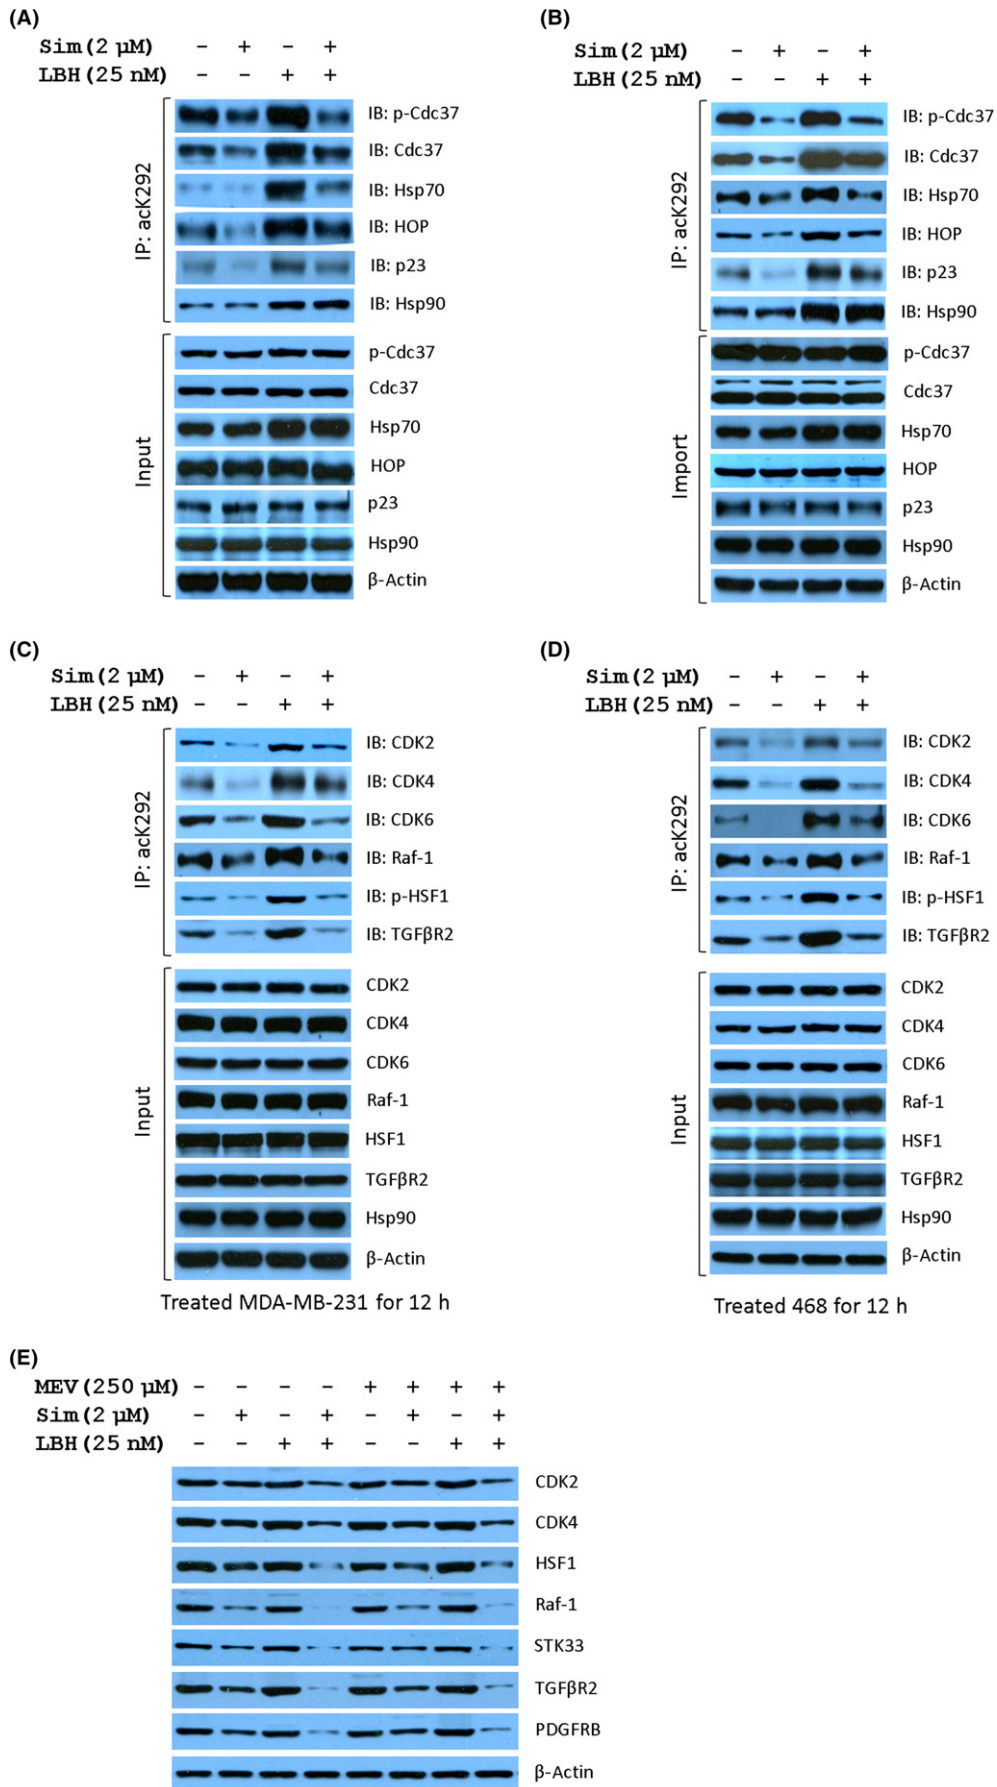 (A)
Sim(2 μM) – + – +
LBH(25 nM) – – + +
IP: acK292
IB: p-Cdc37
IB: Cdc37
IB: Hsp70
IB: HOP
IB: p23
IB: Hsp90
Input
p-Cdc37
Cdc37
Hsp70
HOP
p23
Hsp90
β-Actin
(B)
Sim(2 μM) – + – +
LBH(25 nM) – – + +
IP: acK292
IB: p-Cdc37
IB: Cdc37
IB: Hsp70
IB: HOP
IB: p23
IB: Hsp90
Import
p-Cdc37
Cdc37
Hsp70
HOP
p23
Hsp90
β-Actin
(C)
Sim(2 μM) – + – +
LBH(25 nM) – – + +
IP: acK292
IB: CDK2
IB: CDK4
IB: CDK6
IB: Raf-1
IB: p-HSF1
IB: TGFβR2
Input
CDK2
CDK4
CDK6
Raf-1
HSF1
TGFβR2
Hsp90
β-Actin
Treated MDA-MB-231 for 12 h
(D)
Sim(2 μM) – + – +
LBH(25 nM) – – + +
IP: acK292
IB: CDK2
IB: CDK4
IB: CDK6
IB: Raf-1
IB: p-HSF1
IB: TGFβR2
Input
CDK2
CDK4
CDK6
Raf-1
HSF1
TGFβR2
Hsp90
β-Actin
Treated 468 for 12 h
(E)
MEV(250 μM) – – – – + + + +
Sim(2 μM) – + – + – + – +
LBH(25 nM) – – + + – – + +
CDK2
CDK4
HSF1
Raf-1
STK33
TGFβR2
PDGFRB
β-Actin